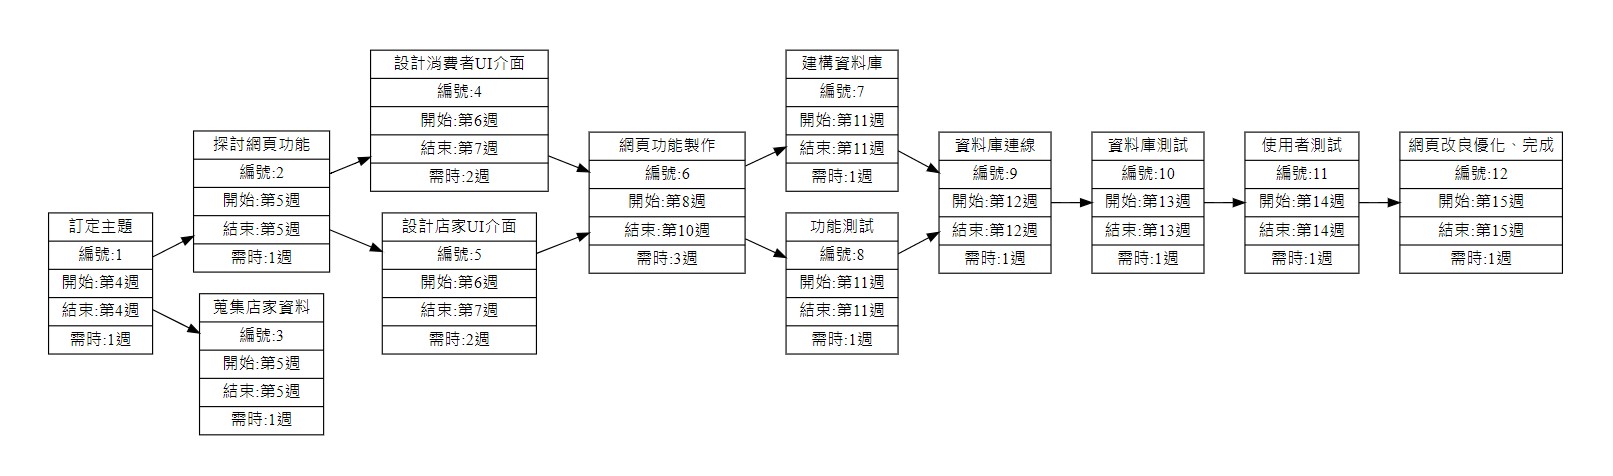 訂定主題
編號:1
開始:第4週
結束:第4週
需時:1週
探討網頁功能
編號:2
開始:第5週
結束:第5週
需時:1週
蒐集店家資料
編號:3
開始:第5週
結束:第5週
需時:1週
設計消費者UI介面
編號:4
開始:第6週
結束:第7週
需時:2週
設計店家UI介面
編號:5
開始:第6週
結束:第7週
需時:2週
網頁功能製作
編號:6
開始:第8週
結束:第10週
需時:3週
建構資料庫
編號:7
開始:第11週
結束:第11週
需時:1週
功能測試
編號:8
開始:第11週
結束:第11週
需時:1週
資料庫連線
編號:9
開始:第12週
結束:第12週
需時:1週
資料庫測試
編號:10
開始:第13週
結束:第13週
需時:1週
使用者測試
編號:11
開始:第14週
結束:第14週
需時:1週
網頁改良優化、完成
編號:12
開始:第15週
結束:第15週
需時:1週